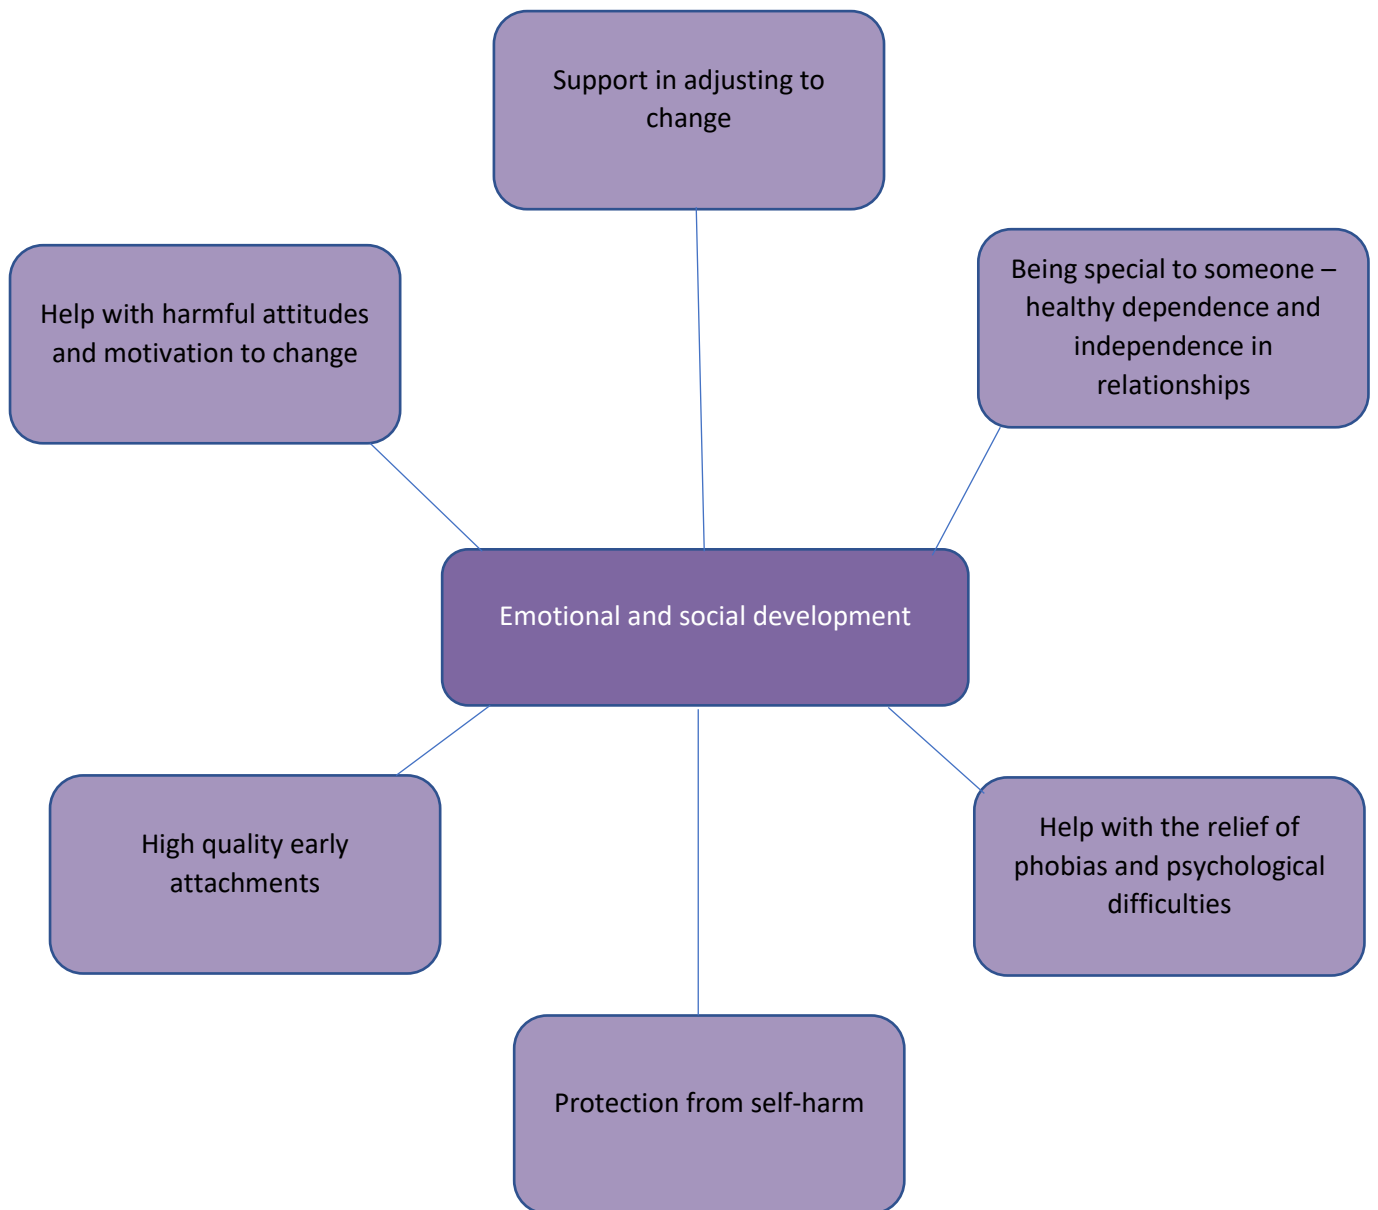 Support in adjusting to
change
Help with harmful attitudes
and motivation to change
Being special to someone –
healthy dependence and
independence in
relationships
Emotional and social development
High quality early
attachments
Help with the relief of
phobias and psychological
difficulties
Protection from self-harm